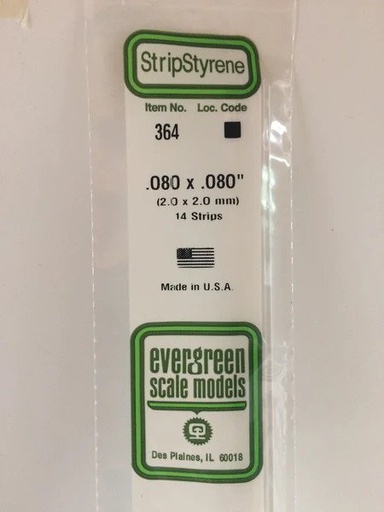 StripStyrene
Item No. Loc. Code
364
.080 x .080"
(2.0 x 2.0 mm)
14 Strips
Made in U.S.A.
evergreen
scale models
Des Plaines, IL 60018